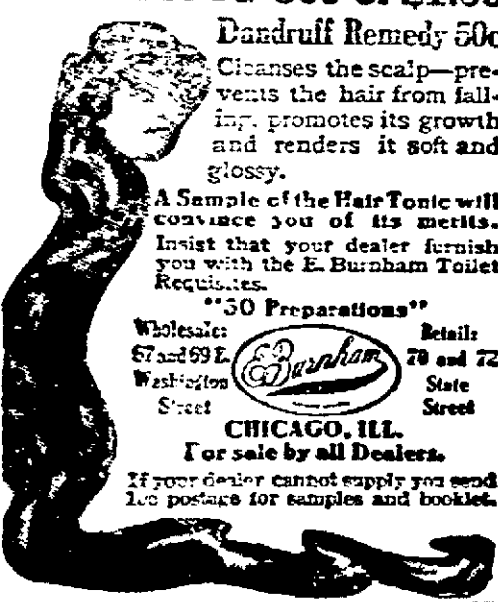 Dandruff Remedy 50c
Cleanses the scalp—pre-
vents the hair from fall-
ing, promotes its growth
and renders it soft and
glossy.
A Sample of the Hair Tonic will
convince you of its merits.
Insist that your dealer furnish
you with the E. Burnham Toilet
Requisites.
"50 Preparations"
Wholesale: Retail:
67 and 69 E. E Burnham 70 and 72
Washington State
Street Street
CHICAGO, ILL.
For sale by all Dealers.
If your dealer cannot supply you send
10c postage for samples and booklet.